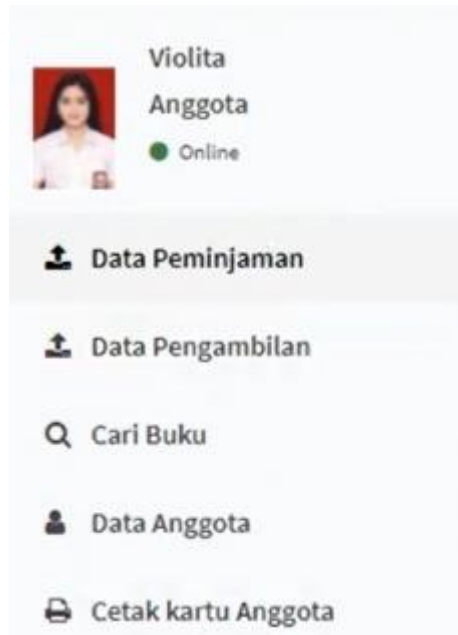 Violita
Anggota
Online
Data Peminjaman
Data Pengambilan
Cari Buku
Data Anggota
Cetak kartu Anggota